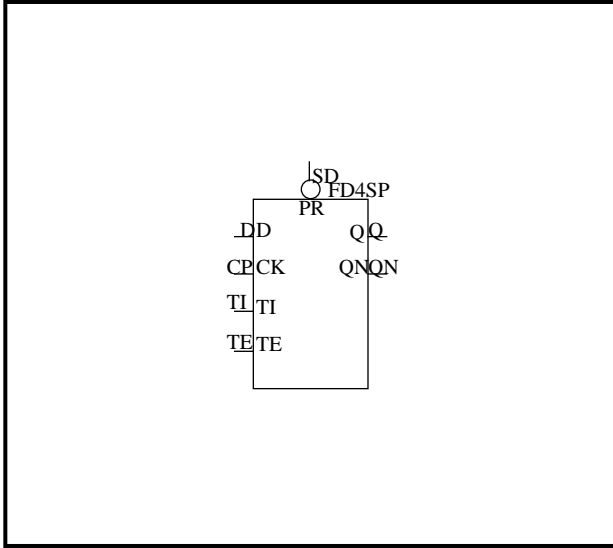 SD
FD4SP
PR
D D Q Q
CP CK QN QN
TI TI
TE TE